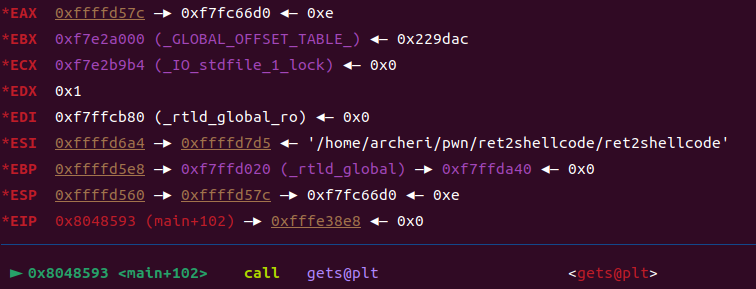 *EAX 0xffffd57c —▸ 0xf7fc66d0 ◂— 0xe
*EBX 0xf7e2a000 (_GLOBAL_OFFSET_TABLE_) ◂— 0x229dac
*ECX 0xf7e2b9b4 (_IO_stdfile_1_lock) ◂— 0x0
*EDX 0x1
*EDI 0xf7ffcb80 (_rtld_global_ro) ◂— 0x0
*ESI 0xffffd6a4 —▸ 0xffffd7d5 ◂— '/home/archeri/pwn/ret2shellcode/ret2shellcode'
*EBP 0xffffd5e8 —▸ 0xf7ffd020 (_rtld_global) —▸ 0xf7ffda40 ◂— 0x0
*ESP 0xffffd560 —▸ 0xffffd57c —▸ 0xf7fc66d0 ◂— 0xe
*EIP 0x8048593 (main+102) —▸ 0xfffe38e8 ◂— 0x0
► 0x8048593 <main+102> call gets@plt <gets@plt>